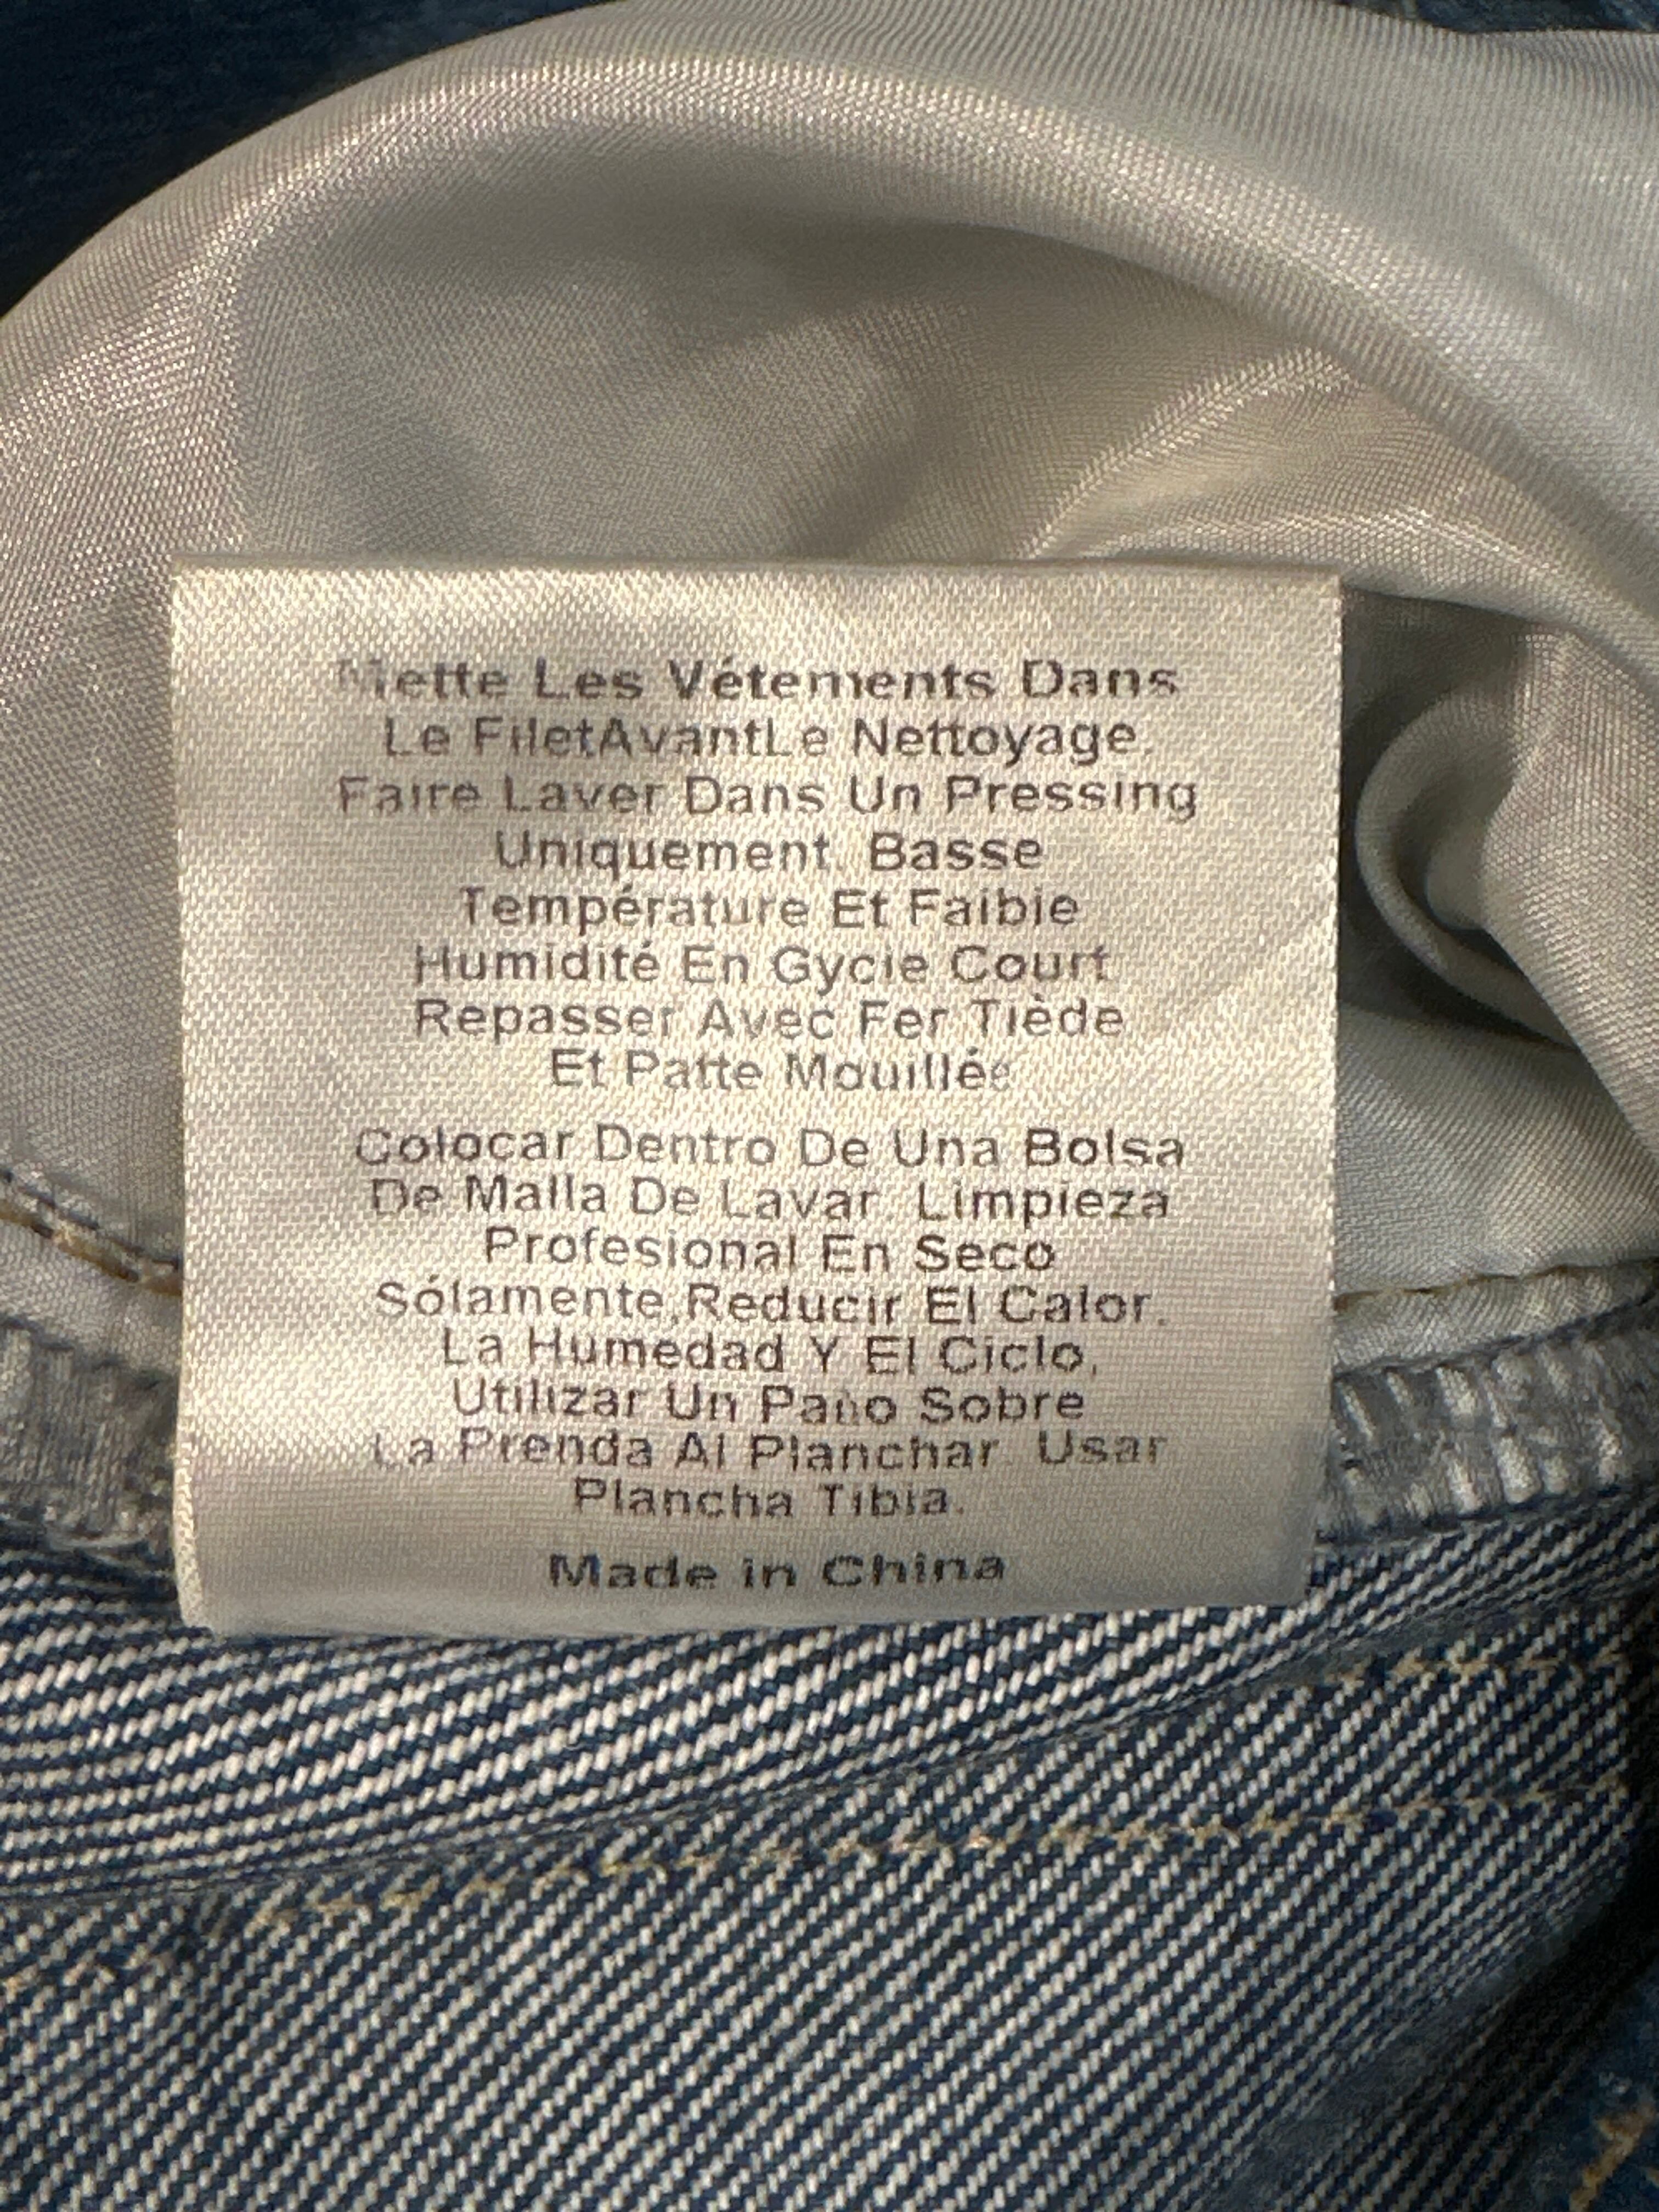 Mette Les Vétements Dans
Le FiletAvantLe Nettoyage.
Faire Laver Dans Un Pressing
Uniquement. Basse
Température Et Faibie
Humidité En Gycie Court
Repasser Avec Fer Tiède
Et Patte Mouillée
Colocar Dentro De Una Bolsa
De Malla De Lavar. Limpieza
Profesional En Seco
Sólamente,Reducir El Calor.
La Humedad Y El Ciclo,
Utilizar Un Paño Sobre
La Prenda Al Planchar. Usar
Plancha Tibia.
Made in China